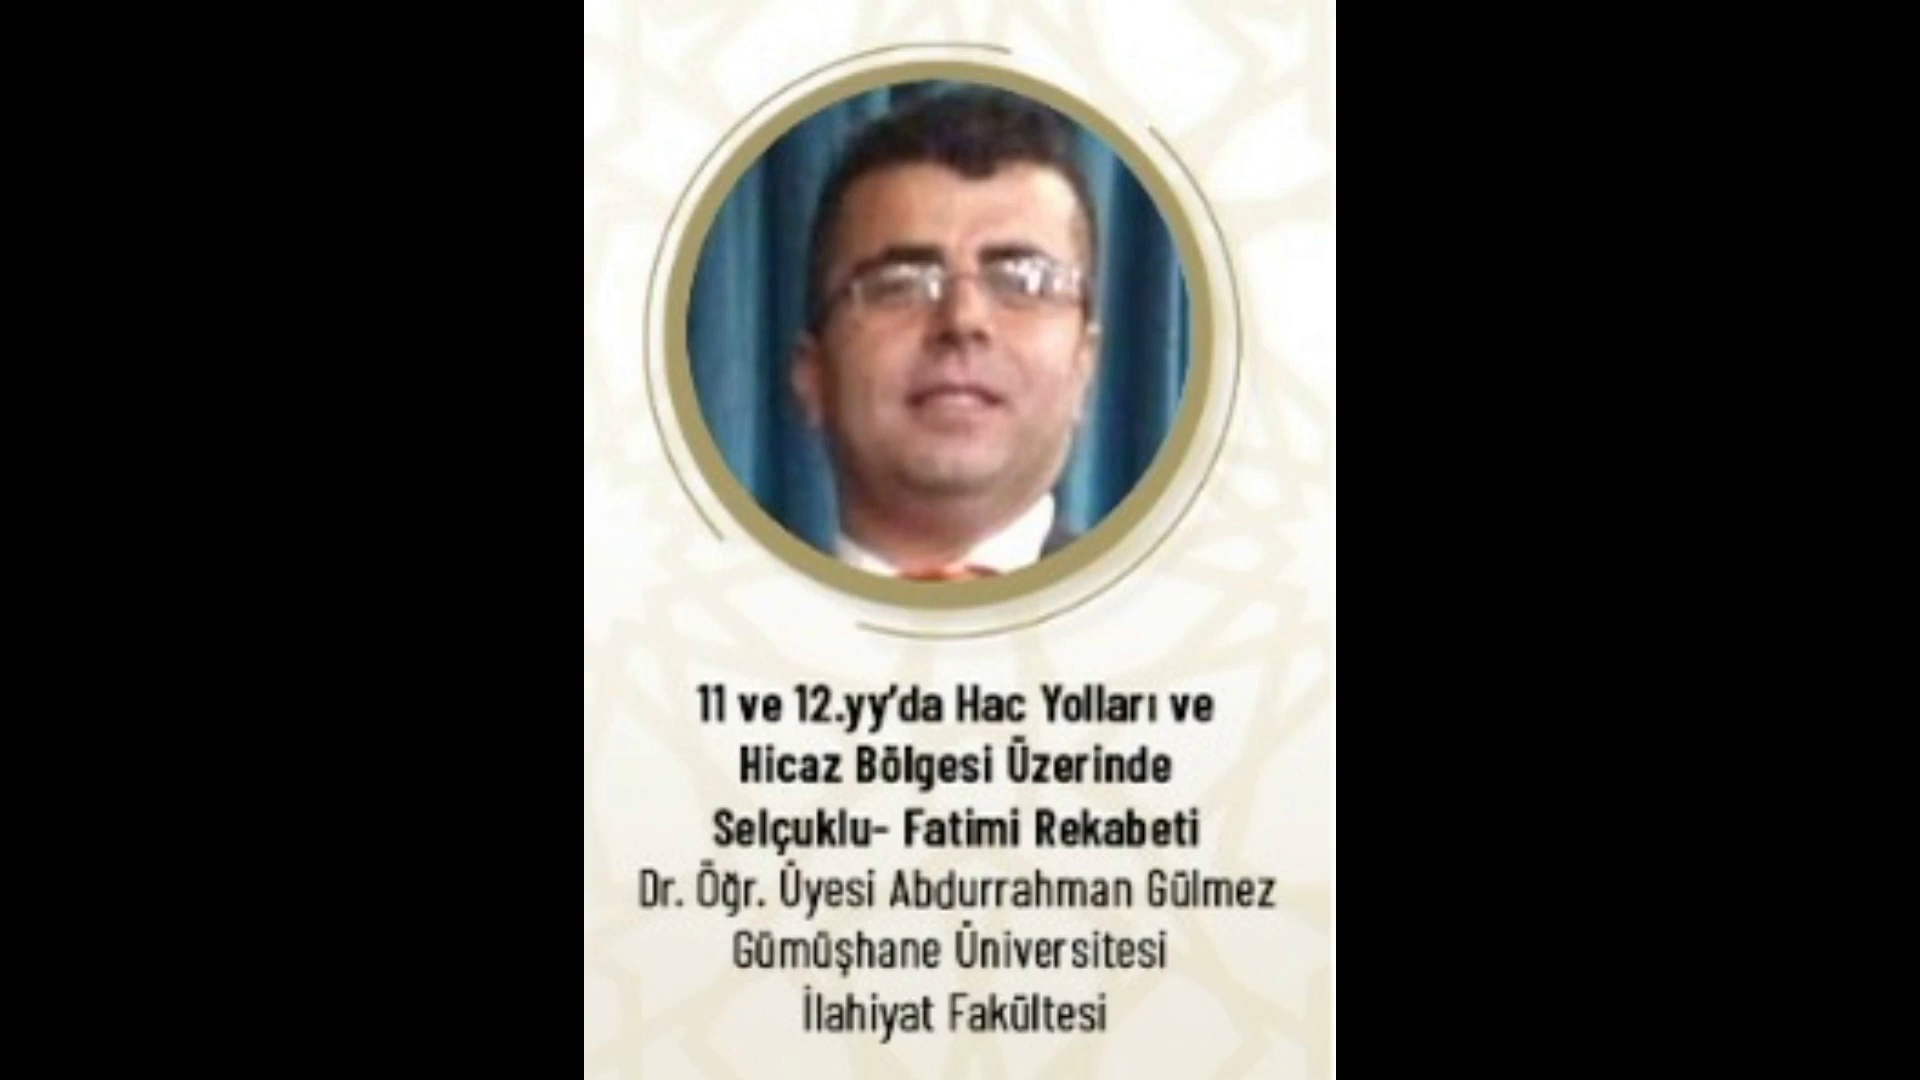 11 ve 12.yy'da Hac Yolları ve
Hicaz Bölgesi Üzerinde
Selçuklu- Fatimi Rekabeti
Dr. Öğr. Üyesi Abdurrahman Gülmez
Gümüşhane Üniversitesi
İlahiyat Fakültesi